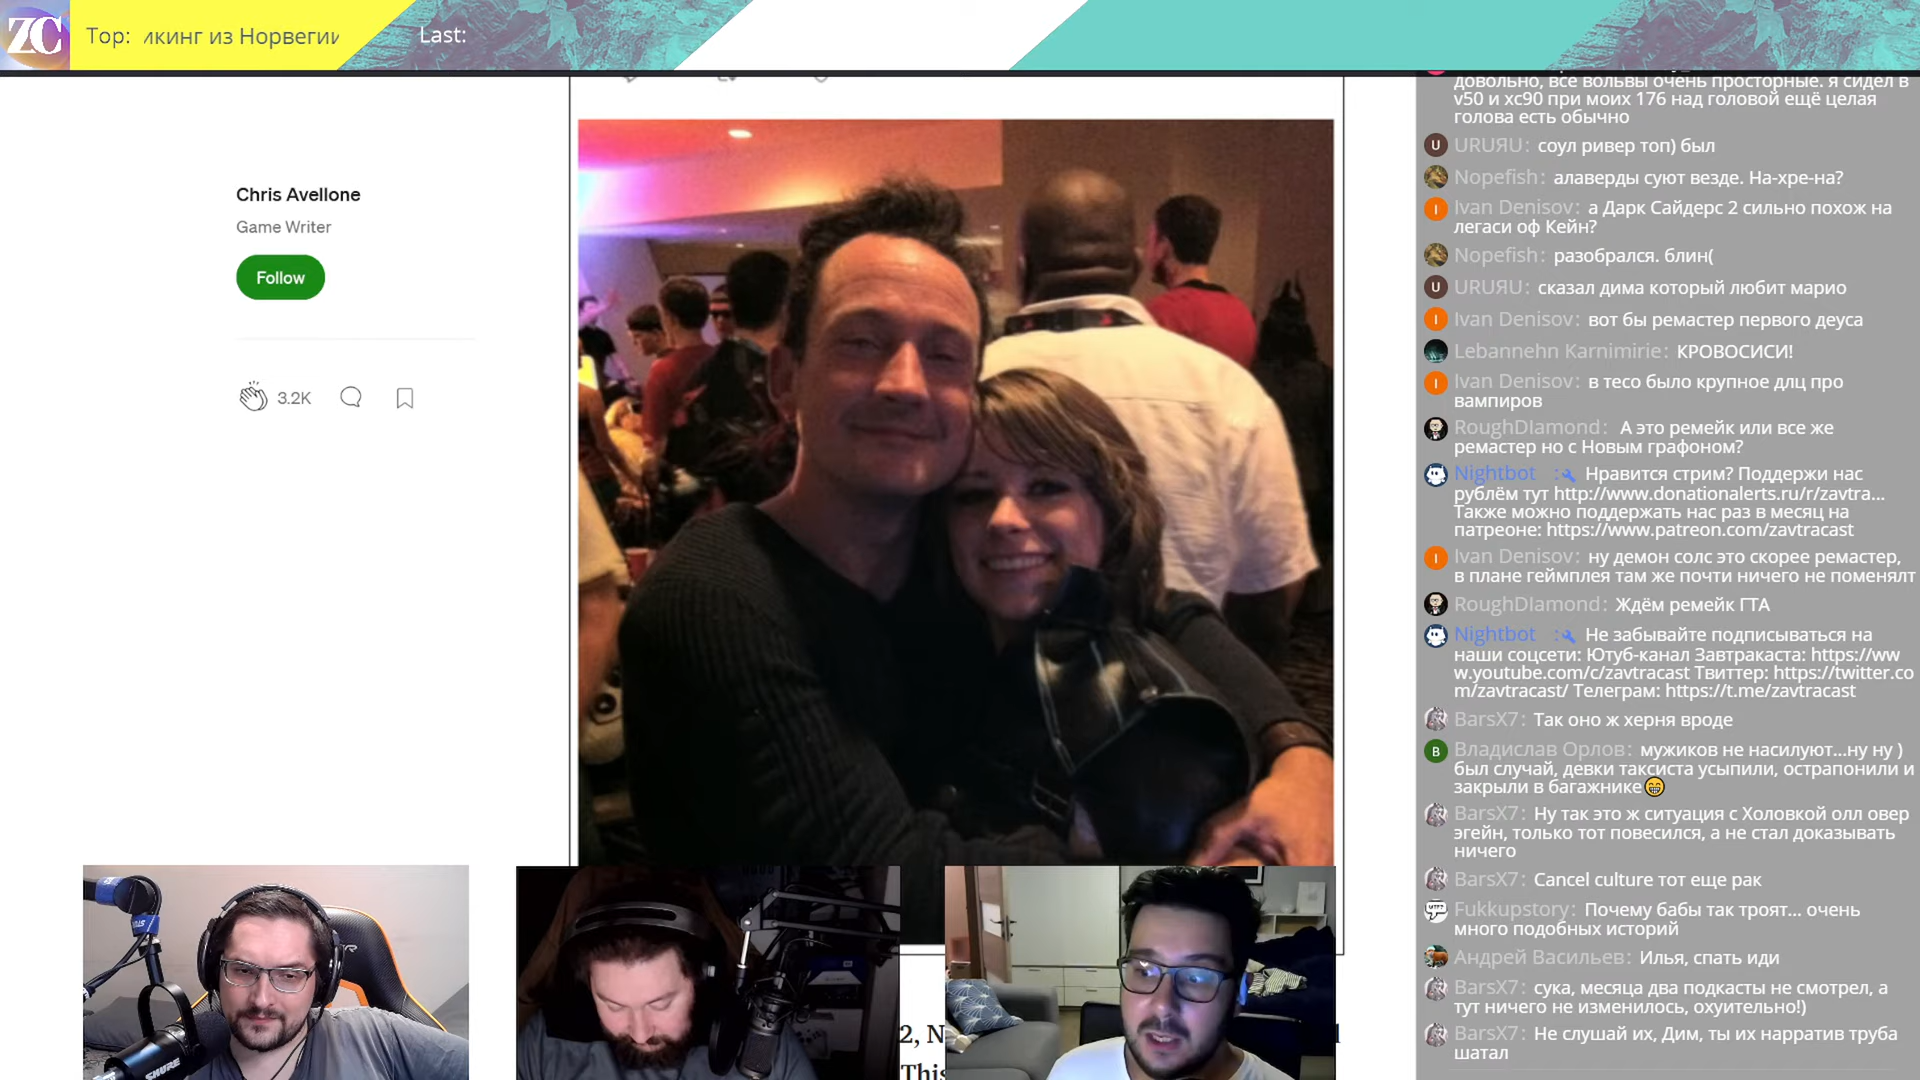 ZC
Top: икинг из Норвегии
Last:
Chris Avellone
Game Writer
Follow
3.2K
2, N
This
довольно, все вольвы очень просторные. я сидел в
v50 и xc90 при моих 176 над головой ещё целая
голова есть обычно
URUЯU: соул ривер топ) был
Nopefish: алаверды суют везде. На-хре-на?
Ivan Denisov: а Дарк Сайдерс 2 сильно похож на
легаси оф Кейн?
Nopefish: разобрался. блин(
URUЯU: сказал дима который любит марио
Ivan Denisov: вот бы ремастер первого деуса
Lebannehn Karnimirie: КРОВОСИСИ!
Ivan Denisov: в тесо было крупное длц про
вампиров
RoughDlamond: А это ремейк или все же
ремастер но с Новым графоном?
Nightbot : Нравится стрим? Поддержи нас
рублём тут http://www.donationalerts.ru/r/zavtra...
Также можно поддержать нас раз в месяц на
патреоне: https://www.patreon.com/zavtracast
Ivan Denisov: ну демон солс это скорее ремастер,
в плане геймплея там же почти ничего не поменялт
RoughDlamond: Ждём ремейк ГТА
Nightbot : Не забывайте подписываться на
наши соцсети: Ютуб-канал Завтракаста: https://ww
w.youtube.com/c/zavtracast Твиттер: https://twitter.co
m/zavtracast/ Телеграм: https://t.me/zavtracast
BarsX7: Так оно ж херня вроде
Владислав Орлов: мужиков не насилуют...ну ну )
был случай, девки таксиста усыпили, острапонили и
закрыли в багажнике😁
BarsX7: Ну так это ж ситуация с Холовкой олл овер
эгейн, только тот повесился, а не стал доказывать
ничего
BarsX7: Cancel culture тот еще рак
Fukkupstory: Почему бабы так троят... очень
много подобных историй
Андрей Васильев: Илья, спать иди
BarsX7: сука, месяца два подкасты не смотрел, а
тут ничего не изменилось, охуительно!)
BarsX7: Не слушай их, Дим, ты их нарратив труба
шатал
SHURE